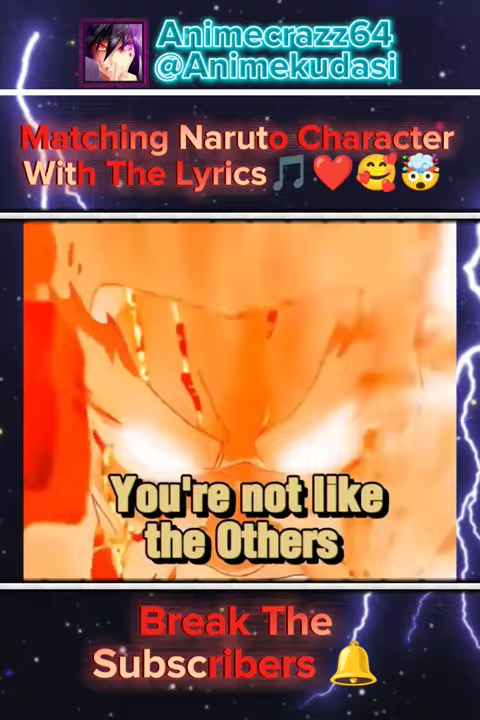 Animecrazz64
@Animekudasi
Matching Naruto Character
With The Lyrics🎵❤️🥰🤯
You're not like
the Others
Break The
Subscribers 🔔